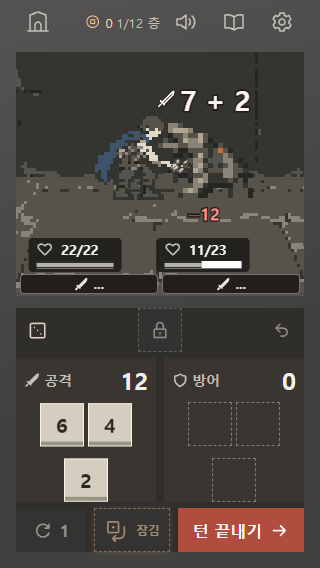 0 1/12 층
7 + 2
-12
22/22
11/23
...
...
공격 12
방어 0
6 4
2
1
잠김
턴 끝내기 →